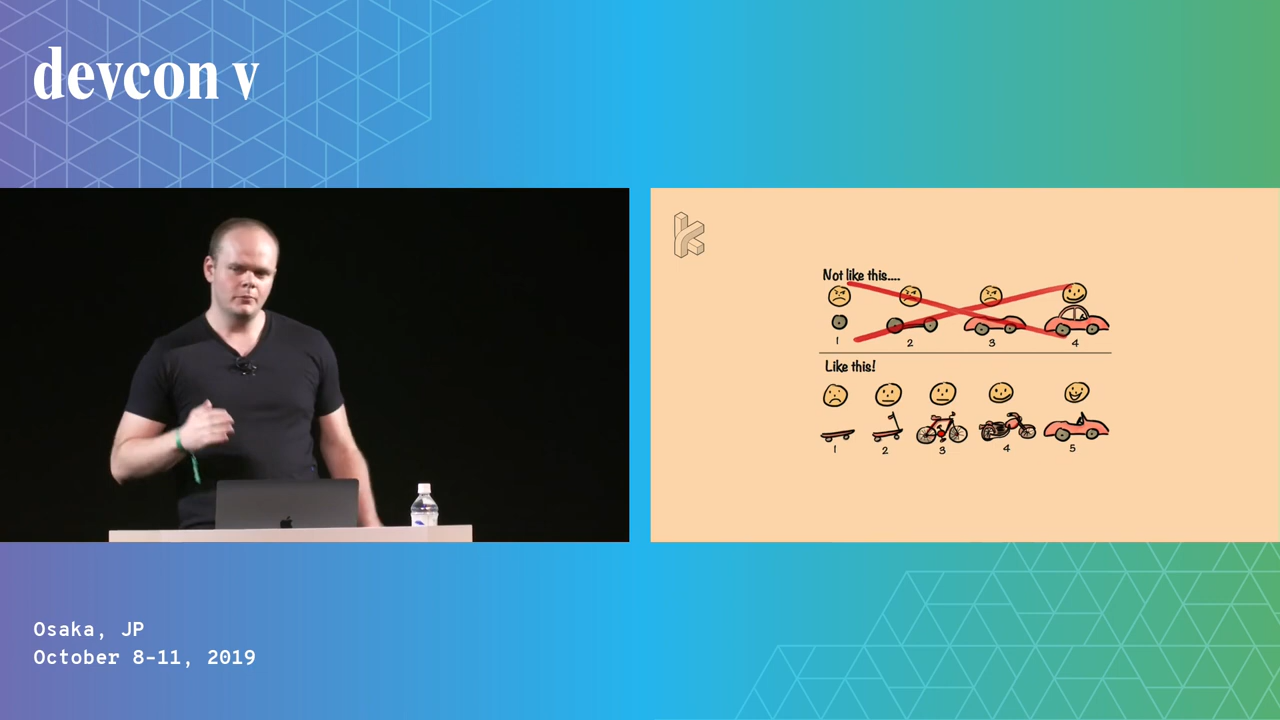 devcon v
Not like this....
1 2 3 4
Like this!
1 2 3 4 5
Osaka, JP
October 8-11, 2019